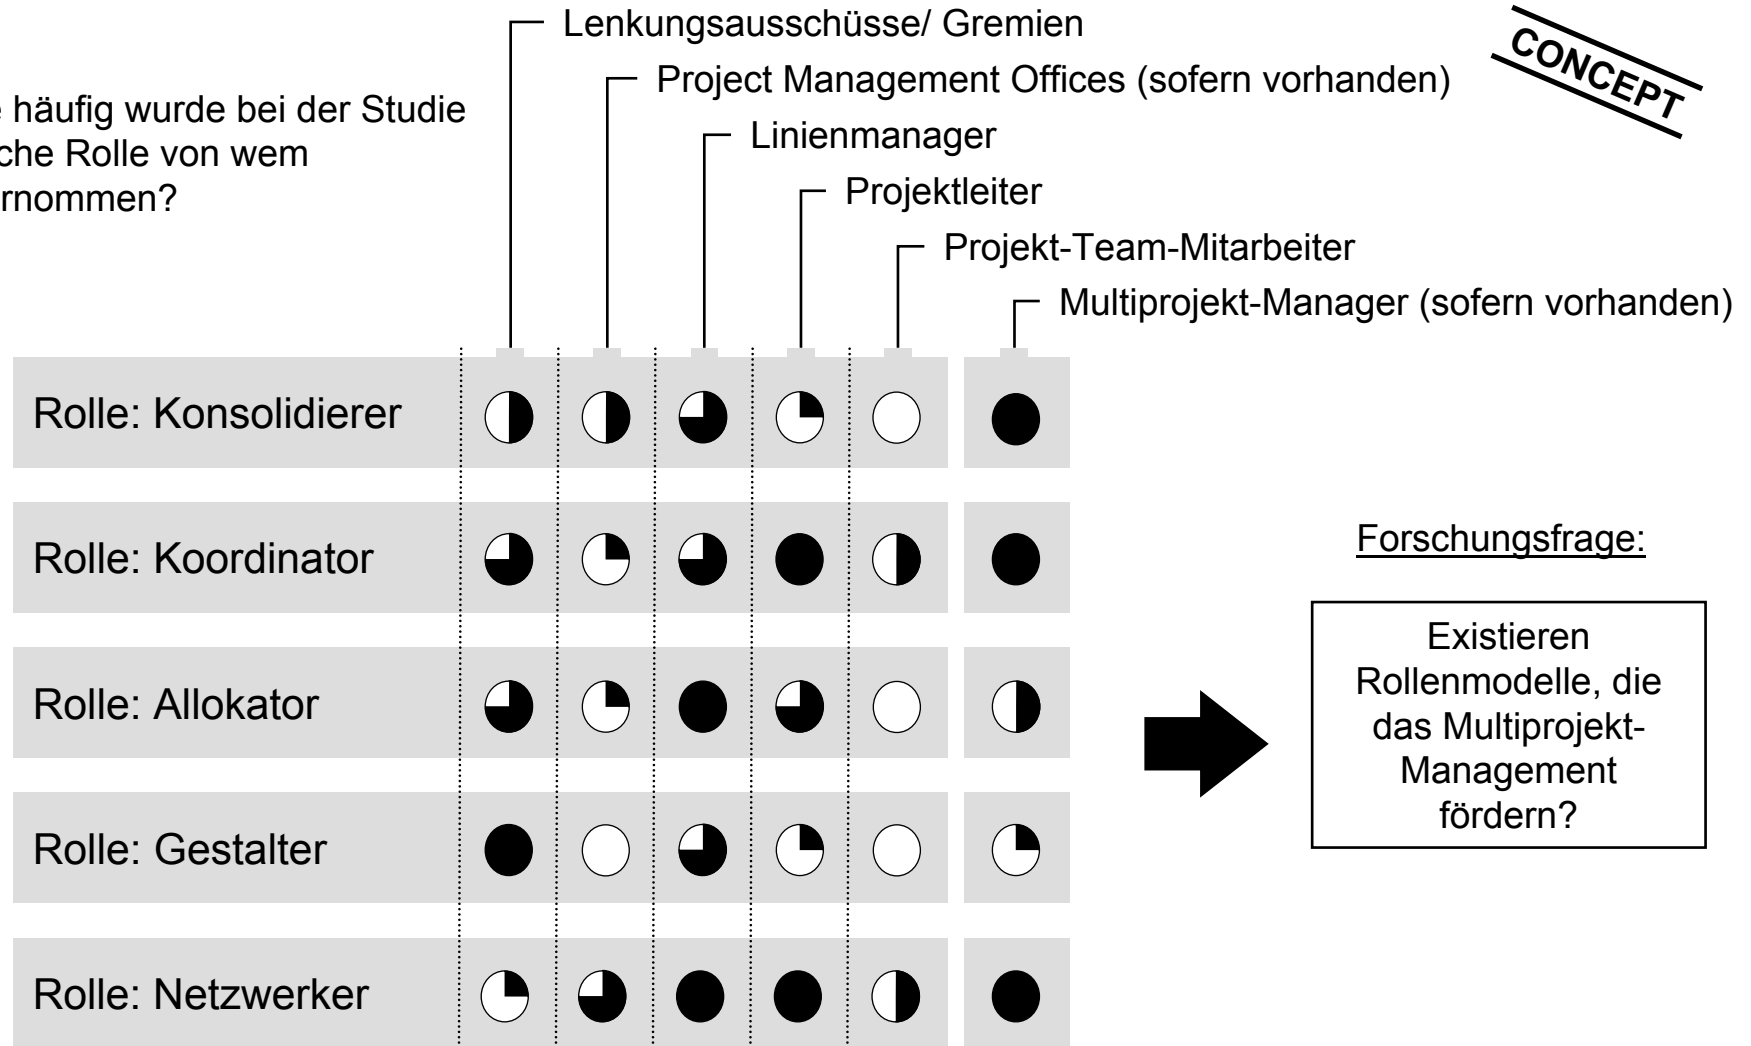 Lenkungsausschüsse/ Gremien
CONCEPT
Project Management Offices (sofern vorhanden)
häufig wurde bei der Studie
Linienmanager
Rolle von wem
Projektleiter
Projekt-Team-Mitarbeiter
Multiprojekt-Manager (sofern vorhanden)
Rolle: Konsolidierer
Rolle: Koordinator
Rolle: Allokator
Rolle: Gestalter
Rolle: Netzwerker
Forschungsfrage:
Existieren
Rollenmodelle, die
das Multiprojekt-
Management
fördern?